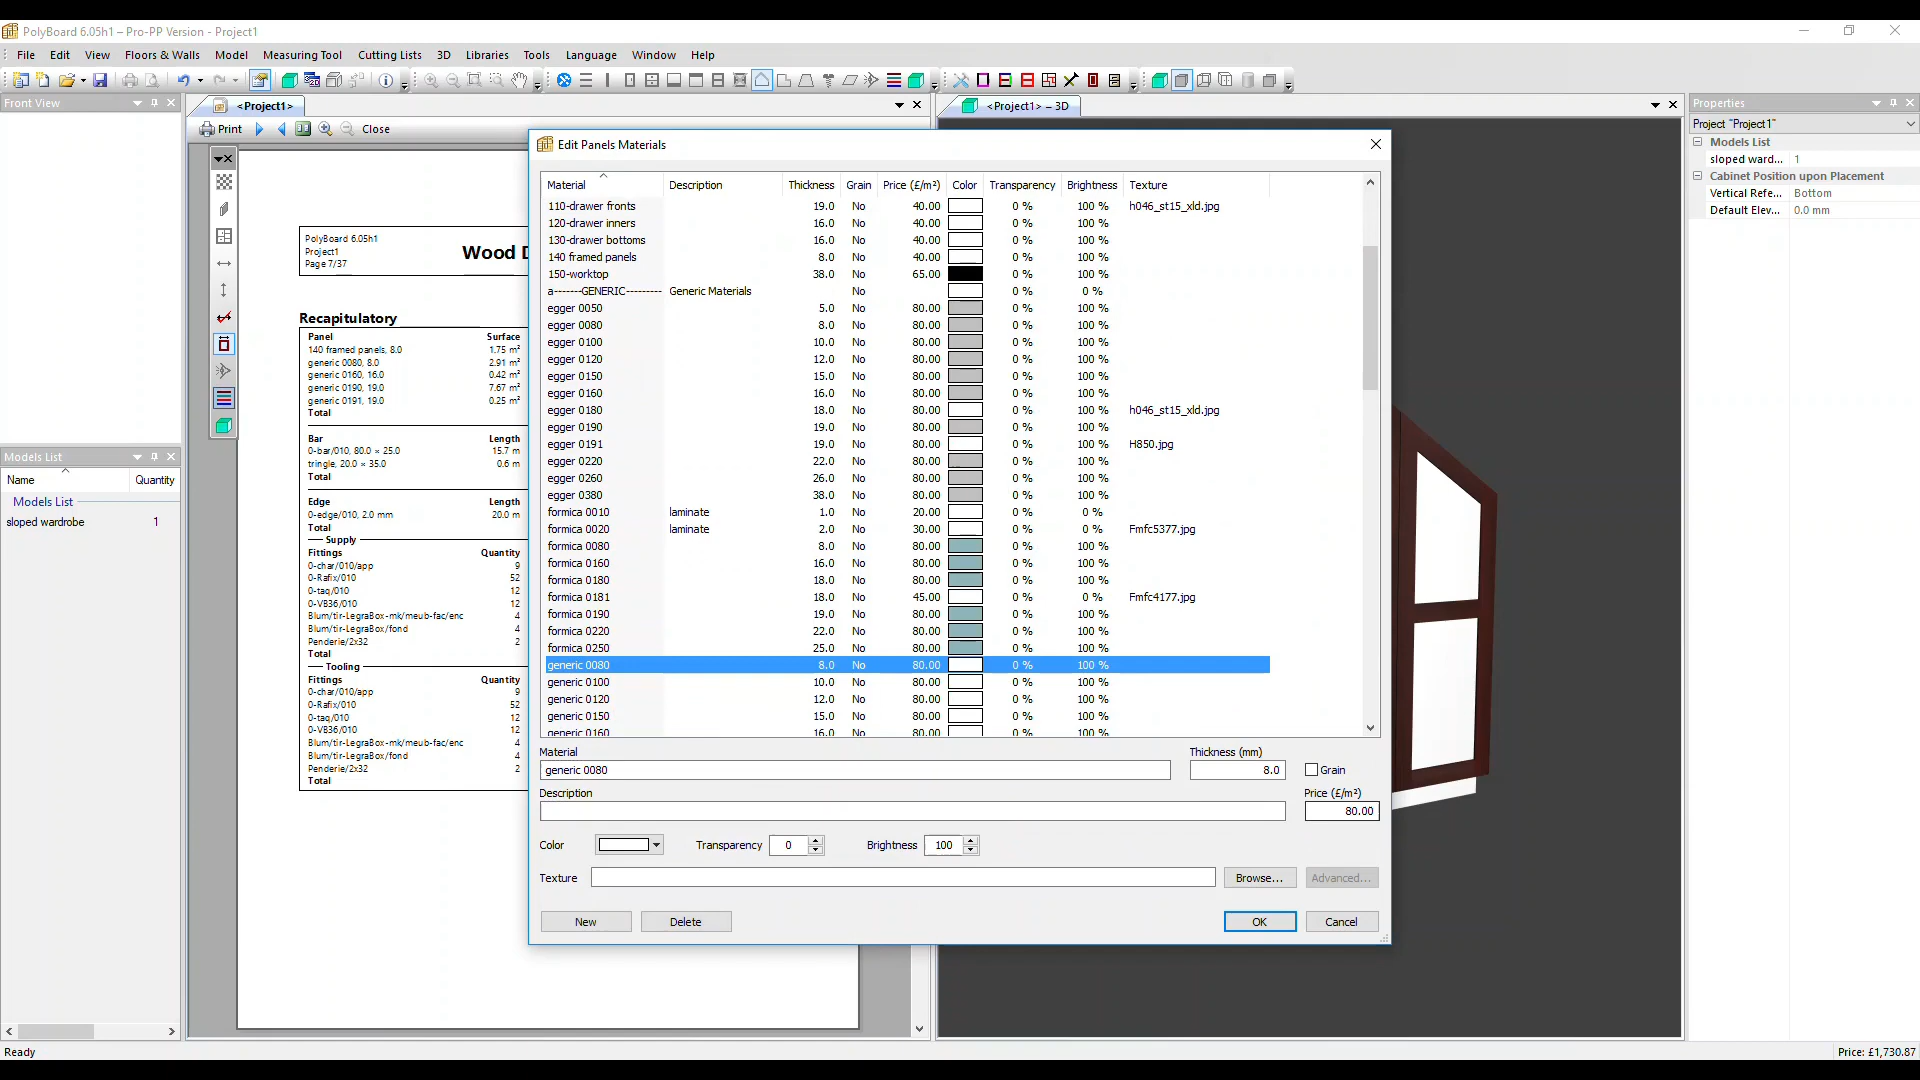 PolyBoard 6.05h1 – Pro-PP Version - Project1
File Edit View Floors & Walls Model Measuring Tool Cutting Lists 3D Libraries Tools Language Window Help
Front View
<Project1>
<Project1> – 3D
Properties
Print Close
Project "Project1"
Models List
sloped ward... 1
Cabinet Position upon Placement
Vertical Refe... Bottom
Default Elev... 0.0 mm
PolyBoard 6.05h1
Project1
Page 7/37
Wood D
Recapitulatory
Panel Surface
140 framed panels, 8.0 1.75 m²
generic 0080, 8.0 2.91 m²
generic 0160, 16.0 0.42 m²
generic 0190, 19.0 7.67 m²
generic 0191, 19.0 0.25 m²
Total
Bar Length
0-bar/010, 80.0 × 25.0 15.7 m
tringle, 20.0 × 35.0 0.6 m
Total
Edge Length
0-edge/010, 2.0 mm 20.0 m
Total
Supply
Fittings Quantity
0-char/010/app 9
0-Rafix/010 52
0-taq/010 12
0-VB36/010 12
Blum/tir-LegraBox-mk/meub-fac/enc 4
Blum/tir-LegraBox/fond 4
Penderie/2x32 2
Total
Tooling
Fittings Quantity
0-char/010/app 9
0-Rafix/010 52
0-taq/010 12
0-VB36/010 12
Blum/tir-LegraBox-mk/meub-fac/enc 4
Blum/tir-LegraBox/fond 4
Penderie/2x32 2
Total
Models List
Name Quantity
Models List
sloped wardrobe 1
Edit Panels Materials
Material Description Thickness Grain Price (£/m²) Color Transparency Brightness Texture
110-drawer fronts 19.0 No 40.00 0 % 100 % h046_st15_xld.jpg
120-drawer inners 16.0 No 40.00 0 % 100 %
130-drawer bottoms 16.0 No 40.00 0 % 100 %
140 framed panels 8.0 No 40.00 0 % 100 %
150-worktop 38.0 No 65.00 0 % 100 %
a-------GENERIC--------- Generic Materials No 0 % 0 %
egger 0050 5.0 No 80.00 0 % 100 %
egger 0080 8.0 No 80.00 0 % 100 %
egger 0100 10.0 No 80.00 0 % 100 %
egger 0120 12.0 No 80.00 0 % 100 %
egger 0150 15.0 No 80.00 0 % 100 %
egger 0160 16.0 No 80.00 0 % 100 %
egger 0180 18.0 No 80.00 0 % 100 % h046_st15_xld.jpg
egger 0190 19.0 No 80.00 0 % 100 %
egger 0191 19.0 No 80.00 0 % 100 % H850.jpg
egger 0220 22.0 No 80.00 0 % 100 %
egger 0260 26.0 No 80.00 0 % 100 %
egger 0380 38.0 No 80.00 0 % 100 %
formica 0010 laminate 1.0 No 20.00 0 % 0 %
formica 0020 laminate 2.0 No 30.00 0 % 0 % Fmfc5377.jpg
formica 0080 8.0 No 80.00 0 % 100 %
formica 0160 16.0 No 80.00 0 % 100 %
formica 0180 18.0 No 80.00 0 % 100 %
formica 0181 18.0 No 45.00 0 % 0 % Fmfc4177.jpg
formica 0190 19.0 No 80.00 0 % 100 %
formica 0220 22.0 No 80.00 0 % 100 %
formica 0250 25.0 No 80.00 0 % 100 %
generic 0080 8.0 No 80.00 0 % 100 %
generic 0100 10.0 No 80.00 0 % 100 %
generic 0120 12.0 No 80.00 0 % 100 %
generic 0150 15.0 No 80.00 0 % 100 %
generic 0160 16.0 No 80.00 0 % 100 %
Material Thickness (mm)
generic 0080 8.0 Grain
Description Price (£/m²)
80.00
Color Transparency 0 Brightness 100
Texture Browse... Advanced...
New Delete OK Cancel
Ready Price: £1,730.87